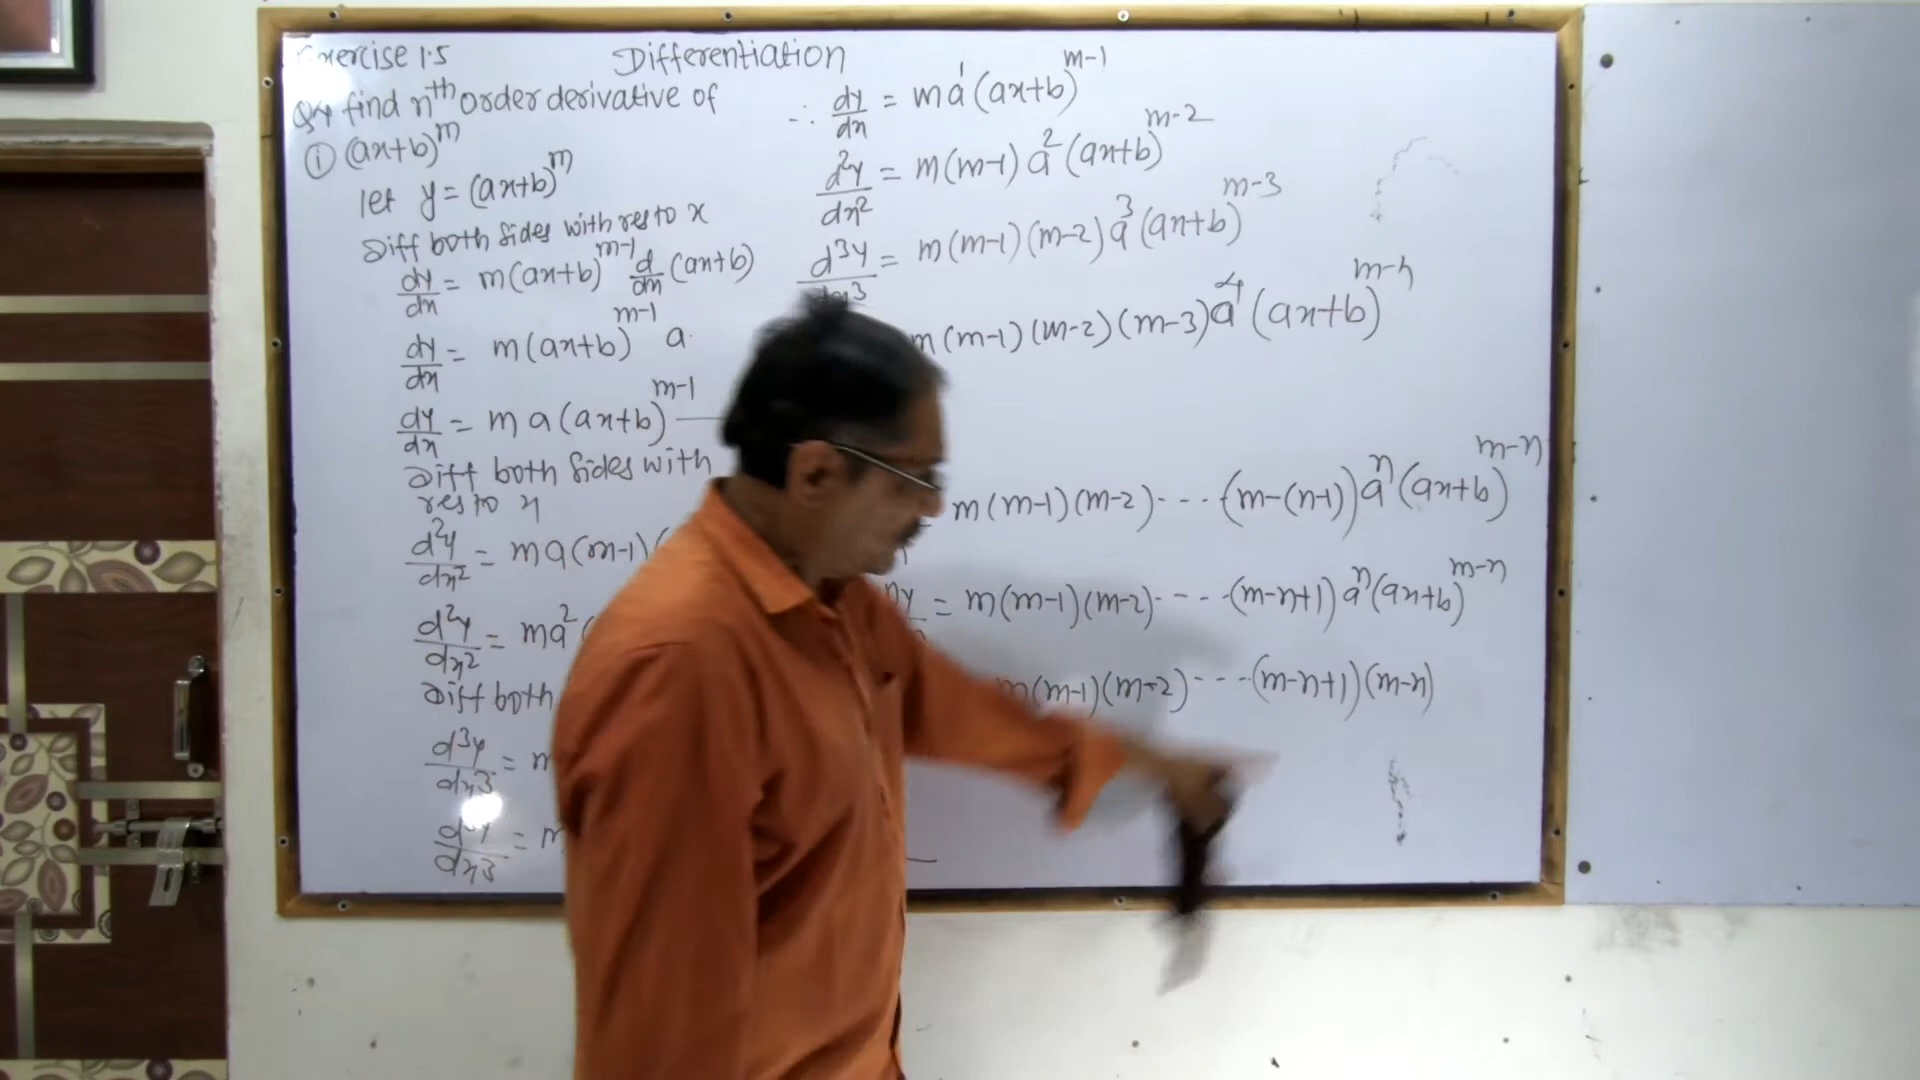 Exercise 1.5 Differentiation
Q4 find nth order derivative of
① (ax+b)^m
let y = (ax+b)^m
Diff both sides with res to x
dy/dx = m(ax+b)^m-1 d/dx (ax+b)
dy/dx = m(ax+b)^m-1 a
dy/dx = m a (ax+b)^m-1
Diff both sides with
res to x
d²y/dx² = m a (m-1)
d²y/dx² = m a²
Diff both
d³y/dx³ = m
d³y/dx³ = m
∴ dy/dx = m a¹ (ax+b)^m-1
d²y/dx² = m(m-1) a² (ax+b)^m-2
d³y/dx³ = m(m-1)(m-2) a³ (ax+b)^m-3
m(m-1)(m-2)(m-3) a⁴ (ax+b)^m-4
= m(m-1)(m-2)---(m-(n-1)) a^n (ax+b)^m-n
= m(m-1)(m-2)----(m-n+1) a^n (ax+b)^m-n
m(m-1)(m-2)---(m-n+1)(m-n)